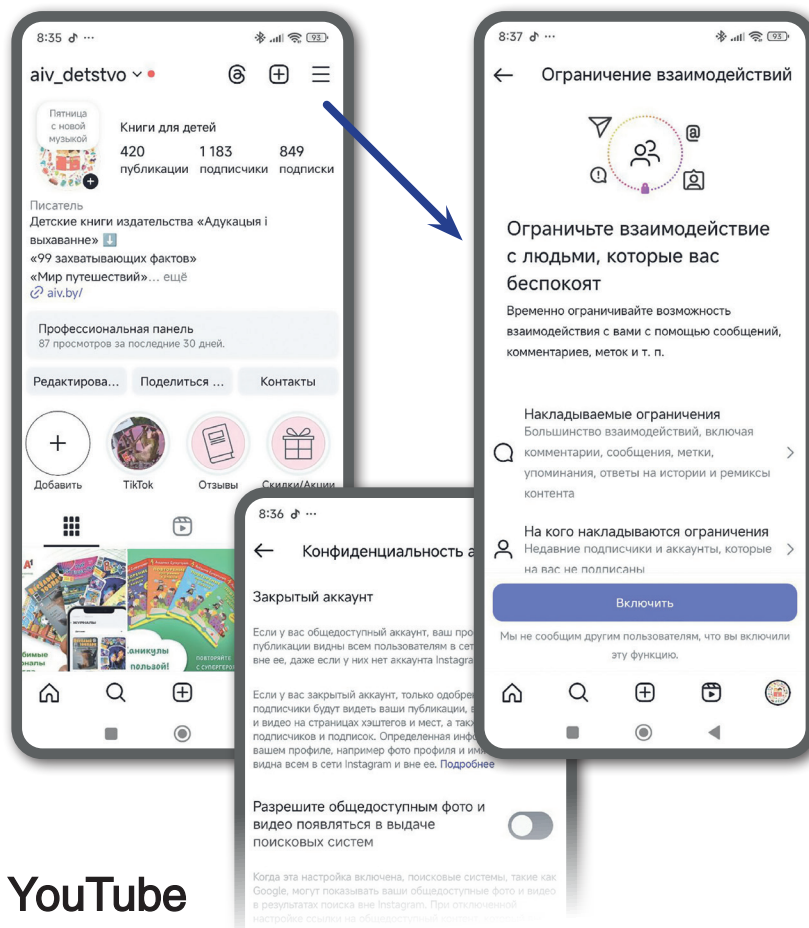 8:35
93
aiv_detstvo
Пятница
с новой
музыкой
Книги для детей
420
1 183
849
публикации
подписчики
подписки
Писатель
Детские книги издательства «Адукацыя і
выхаванне»
«99 захватывающих фактов»
«Мир путешествий»... ещё
aiv.by/
Профессиональная панель
87 просмотров за последние 30 дней.
Редактирова...
Поделиться ...
Контакты
Добавить
TikTok
Отзывы
Скидки/Акции
8:36
Конфиденциальность а
Закрытый аккаунт
Если у вас общедоступный аккаунт, ваш про
публикации видны всем пользователям в сет
вне ее, даже если у них нет аккаунта Instagra
Если у вас закрытый аккаунт, только одобре
подписчики будут видеть ваши публикации, в
и видео на страницах хэштегов и мест, а такж
подписчиков и подписок. Определенная инфо
вашем профиле, например фото профиля и им
видна всем в сети Instagram и вне ее. Подробнее
Разрешите общедоступным фото и
видео появляться в выдаче
поисковых систем
Когда эта настройка включена, поисковые системы, такие как
Google, могут показывать ваши общедоступные фото и видео
в результатах поиска вне Instagram. При отключенной
8:37
93
Ограничение взаимодействий
Ограничьте взаимодействие
с людьми, которые вас
беспокоят
Временно ограничивайте возможность
взаимодействия с вами с помощью сообщений,
комментариев, меток и т. п.
Накладываемые ограничения
Большинство взаимодействий, включая
комментарии, сообщения, метки,
упоминания, ответы на истории и ремиксы
контента
На кого накладываются ограничения
Недавние подписчики и аккаунты, которые
на вас не подписаны
Включить
Мы не сообщим другим пользователям, что вы включили
эту функцию.
YouTube